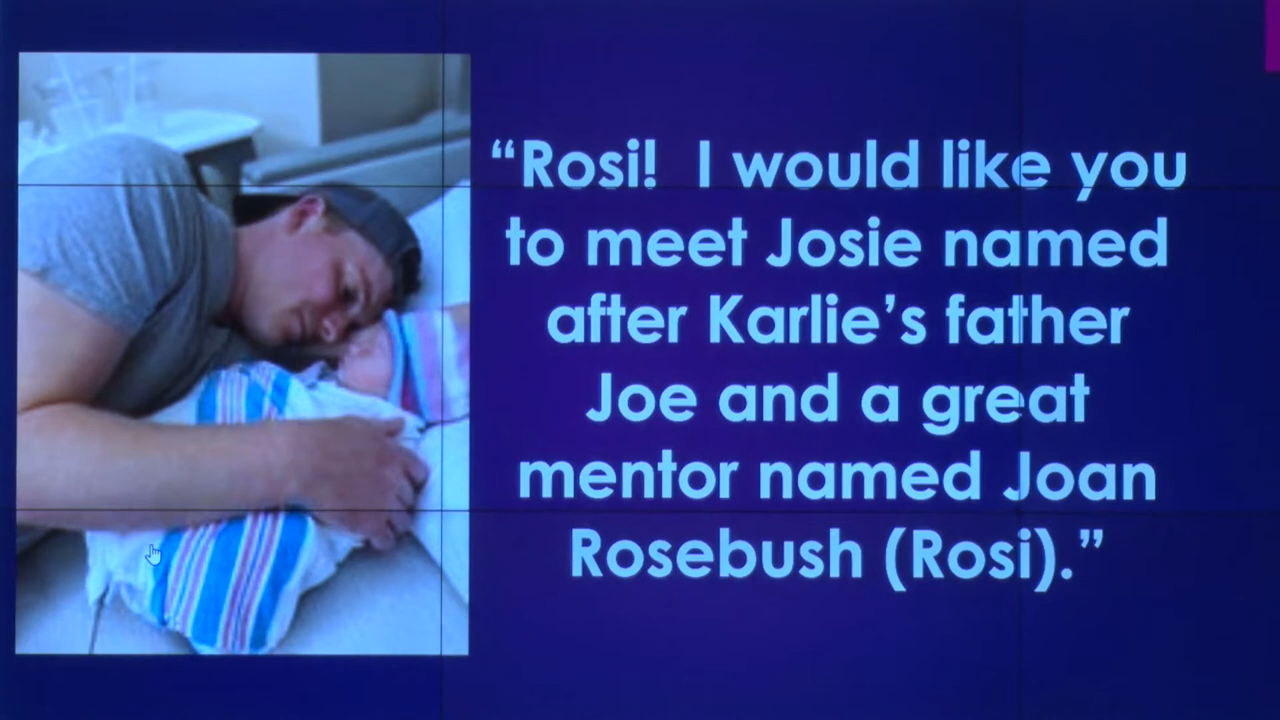 “Rosi!  I would like you
to meet Josie named
after Karlie’s father
Joe and a great
mentor named Joan
Rosebush (Rosi).”